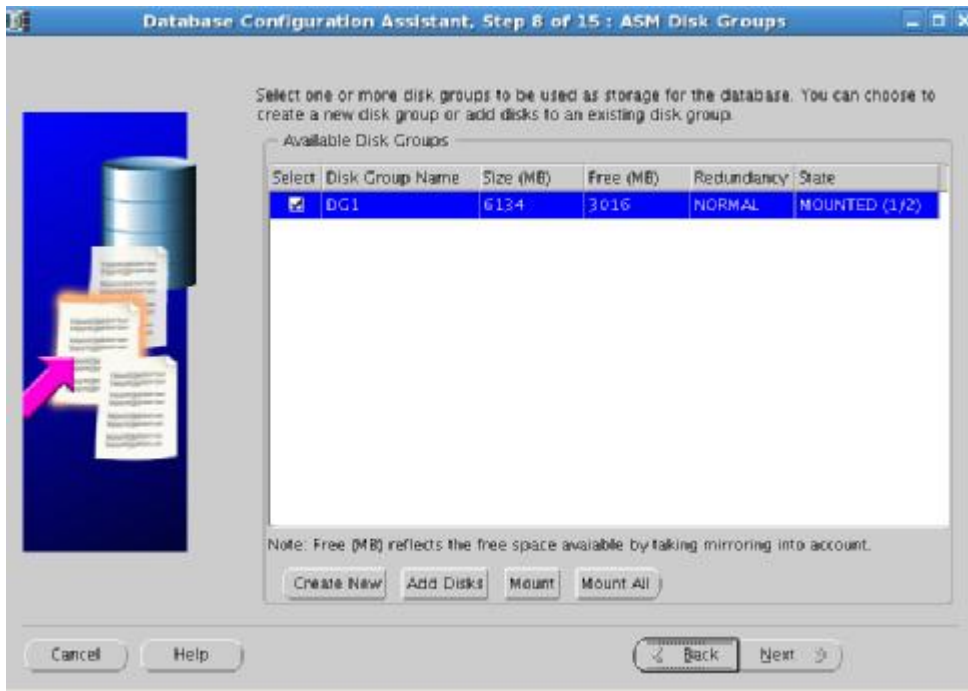 Database Configuration Assistant, Step 8 of 15 : ASM Disk Groups
Select one or more disk groups to be used as storage for the database. You can choose to
create a new disk group or add disks to an existing disk group.
Available Disk Groups
Select Disk Group Name Size (MB) Free (MB) Redundancy State
DG1 6134 3016 NORMAL MOUNTED (1/2)
Note: Free (MB) reflects the free space avaiable by taking mirroring into account.
Create New Add Disks Mount Mount All
Cancel Help Back Next